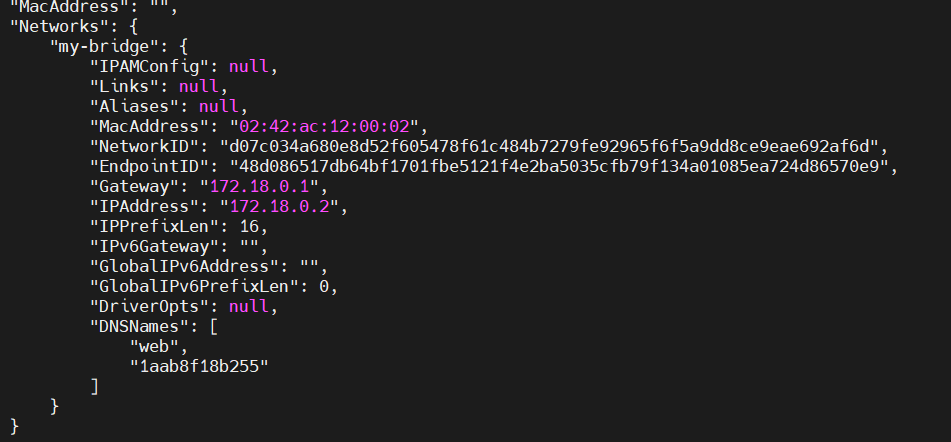 "MacAddress": "",
"Networks": {
"my-bridge": {
"IPAMConfig": null,
"Links": null,
"Aliases": null,
"MacAddress": "02:42:ac:12:00:02",
"NetworkID": "d07c034a680e8d52f605478f61c484b7279fe92965f6f5a9dd8ce9eae692af6d",
"EndpointID": "48d086517db64bf1701fbe5121f4e2ba5035cfb79f134a01085ea724d86570e9",
"Gateway": "172.18.0.1",
"IPAddress": "172.18.0.2",
"IPPrefixLen": 16,
"IPv6Gateway": "",
"GlobalIPv6Address": "",
"GlobalIPv6PrefixLen": 0,
"DriverOpts": null,
"DNSNames": [
"web",
"1aab8f18b255"
]
}
}